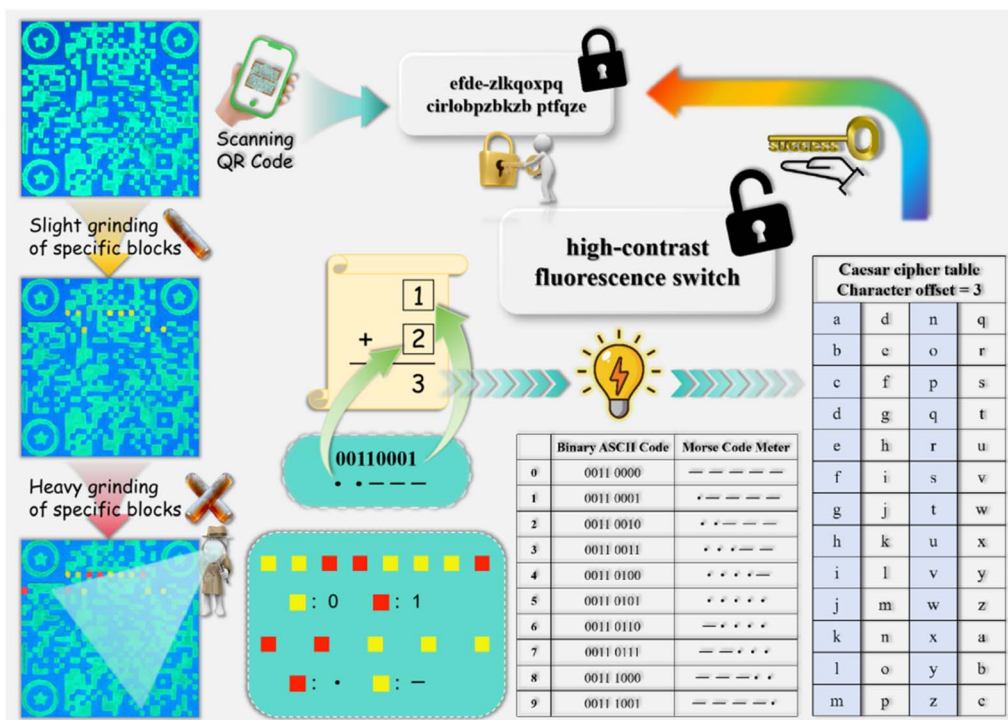 Scanning
QR Code
efde-zlkqoxpq
cirlobpzbkzb ptfqze
success
Slight grinding
of specific blocks
high-contrast
fluorescence switch
1
+ 2
3
00110001
• • — — —
Heavy grinding
of specific blocks
: 0 : 1
: • : —
Binary ASCII Code Morse Code Meter
0 0011 0000 — — — — —
1 0011 0001 • — — — —
2 0011 0010 • • — — —
3 0011 0011 • • • — —
4 0011 0100 • • • • —
5 0011 0101 • • • • •
6 0011 0110 — • • • •
7 0011 0111 — — • • •
8 0011 1000 — — — • •
9 0011 1001 — — — — •
Caesar cipher table
Character offset = 3
a d n q
b e o r
c f p s
d g q t
e h r u
f i s v
g j t w
h k u x
i l v y
j m w z
k n x a
l o y b
m p z c